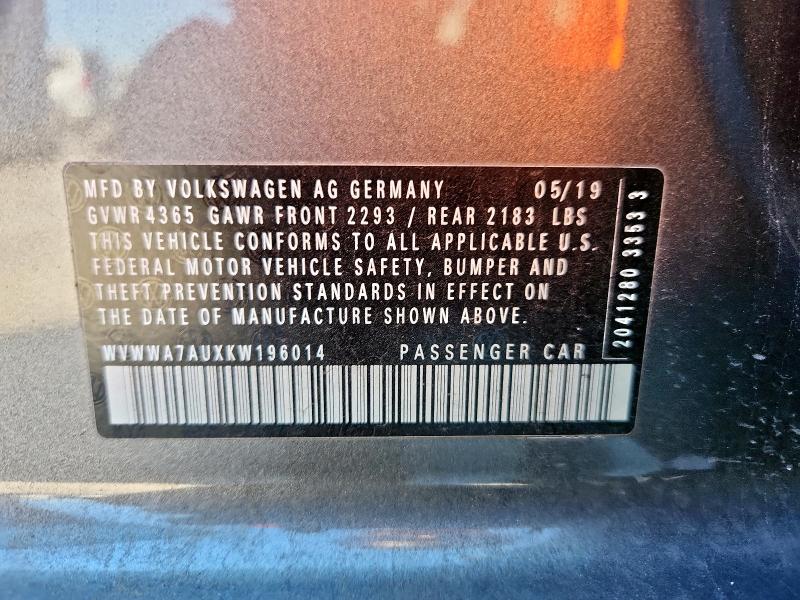 MFD BY VOLKSWAGEN AG GERMANY 05/19
GVWR 4365 GAWR FRONT 2293 / REAR 2183 LBS
THIS VEHICLE CONFORMS TO ALL APPLICABLE U.S.
FEDERAL MOTOR VEHICLE SAFETY, BUMPER AND
THEFT PREVENTION STANDARDS IN EFFECT ON
THE DATE OF MANUFACTURE SHOWN ABOVE.
WVWWA7AUXKW196014 PASSENGER CAR
2041280 3353 3